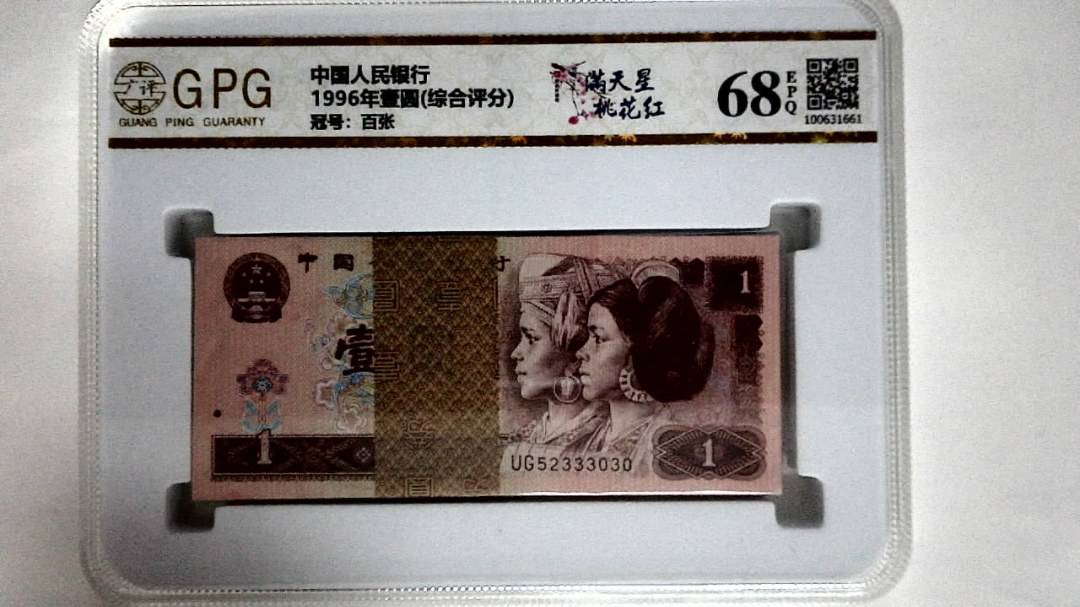 广评
GPG
GUANG PING GUARANTY
中国人民银行
1996年壹圆(综合评分)
冠号：百张
满天星
桃花红
68
EPQ
100631661
中国
壹
1
1
UG52333030
1